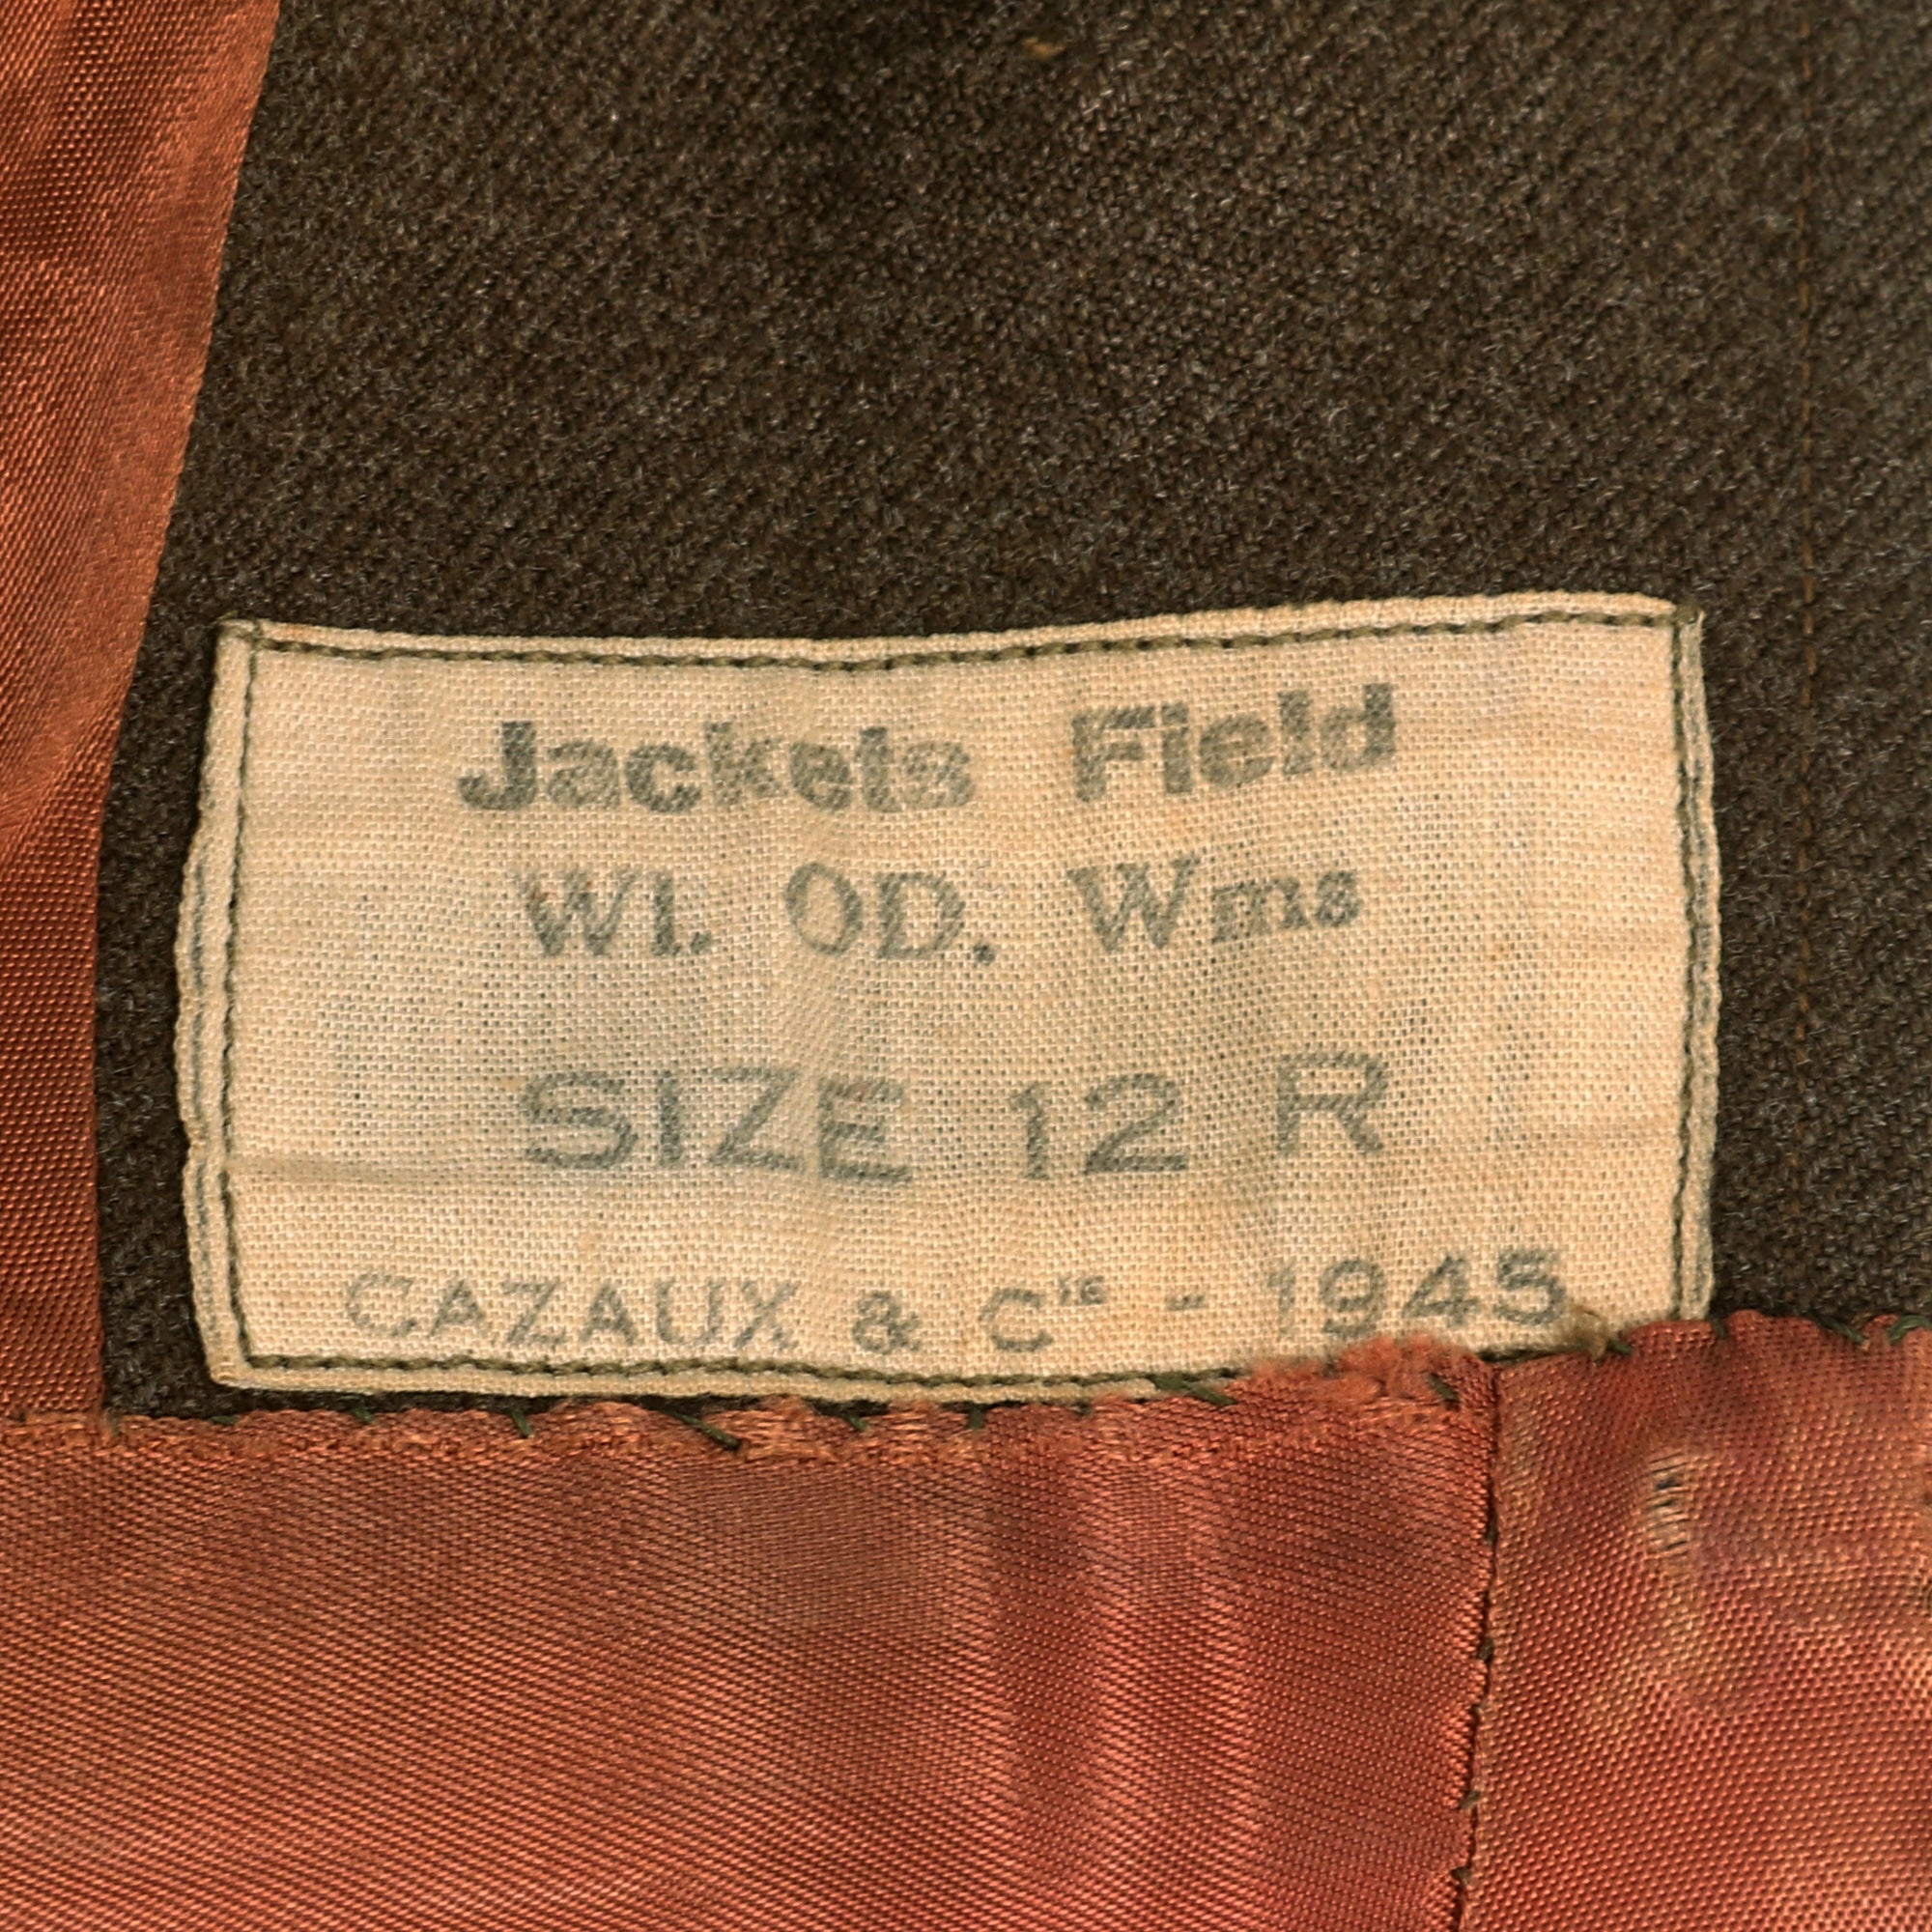 Jackets Field
Wl. OD. Wms
SIZE 12 R
CAZAUX & Cie - 1945